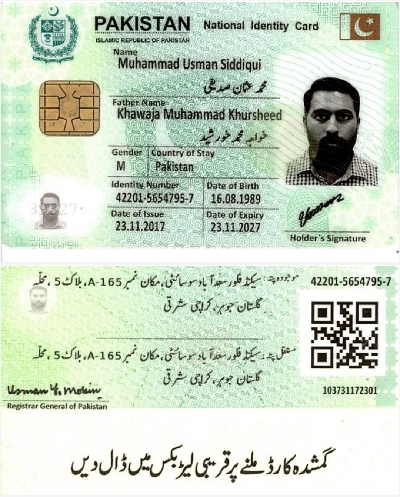 PAKISTAN National Identity Card
ISLAMIC REPUBLIC OF PAKISTAN
Name
Muhammad Usman Siddiqui
محمد عثمان صدیقی
Father Name
Khawaja Muhammad Khursheed
خواجہ محمد خورشید
Gender Country of Stay
M Pakistan
Identity Number Date of Birth
42201-5654795-7 16.08.1989
Date of Issue Date of Expiry
23.11.2017 23.11.2027
Holder's Signature
42201-5654795-7
موجودہ پتہ: سیکنڈ فلور سعد آباد سوسائٹی، مکان نمبر A-165، بلاک 5، محلہ
گلستان جوہر، کراچی شرقی
مستقل پتہ: سیکنڈ فلور سعد آباد سوسائٹی، مکان نمبر A-165، بلاک 5، محلہ
گلستان جوہر، کراچی شرقی
103731172301
Registrar General of Pakistan
گمشدہ کارڈ ملنے پر قریبی لیٹر بکس میں ڈال دیں